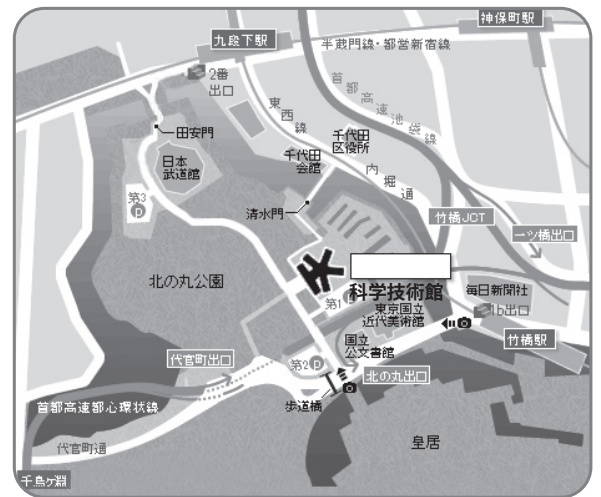 神保町駅
九段下駅
半蔵門線・都営新宿線
2番
出口
首都高速池袋線
東西線
田安門
千代田
区役所
千代田
会館
日本
武道館
内堀通
第3
P
清水門
竹橋JCT
一ツ橋出口
北の丸公園
科学技術館
毎日新聞社
第1
P
東京国立
近代美術館
1b出口
国立
公文書館
竹橋駅
代官町出口
第2 P
北の丸出口
首都高速都心環状線
歩道橋
代官町通
皇居
千鳥ケ淵